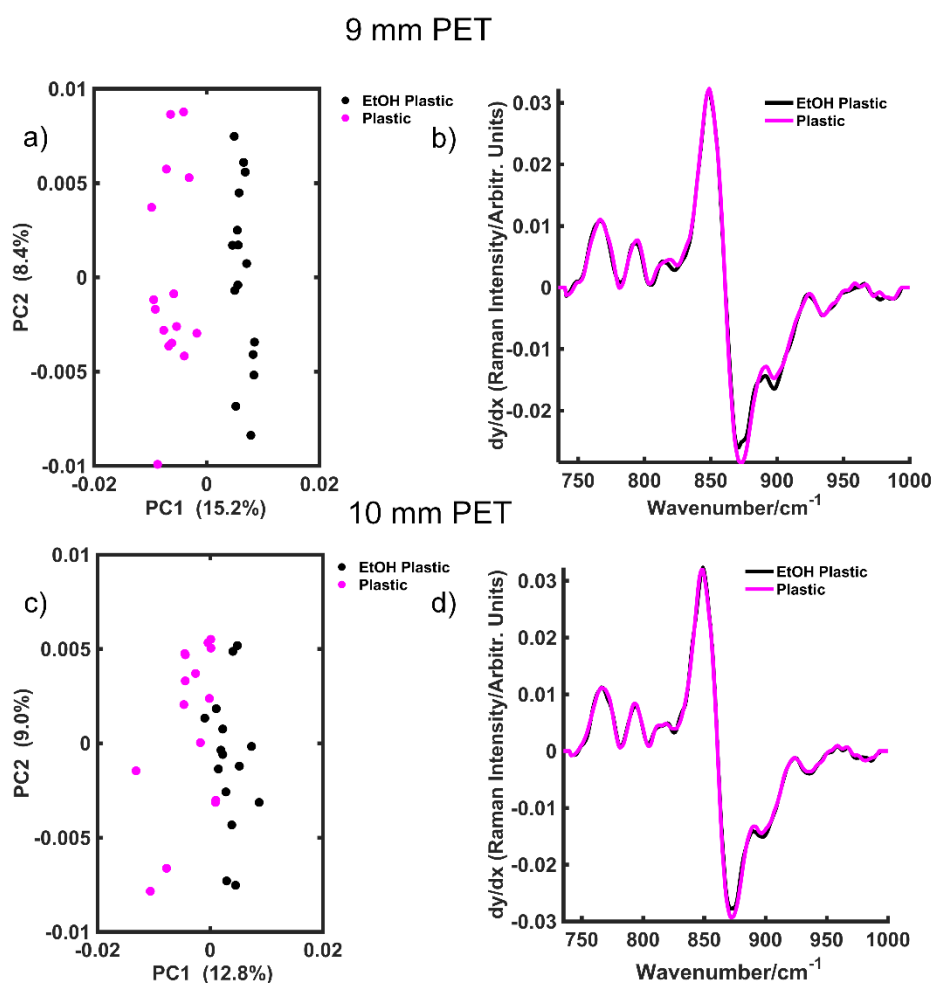 9 mm PET
a)
EtOH Plastic
Plastic
0.01
0.005
0
-0.005
-0.01
-0.02
0
0.02
PC2 (8.4%)
PC1 (15.2%)
b)
EtOH Plastic
Plastic
0.03
0.02
0.01
0
-0.01
-0.02
750
800
850
900
950
1000
dy/dx (Raman Intensity/Arbitr. Units)
Wavenumber/cm⁻¹
10 mm PET
c)
EtOH Plastic
Plastic
0.01
0.005
0
-0.005
-0.01
-0.02
0
0.02
PC2 (9.0%)
PC1 (12.8%)
d)
EtOH Plastic
Plastic
0.03
0.02
0.01
0
-0.01
-0.02
-0.03
750
800
850
900
950
1000
dy/dx (Raman Intensity/Arbitr. Units)
Wavenumber/cm⁻¹